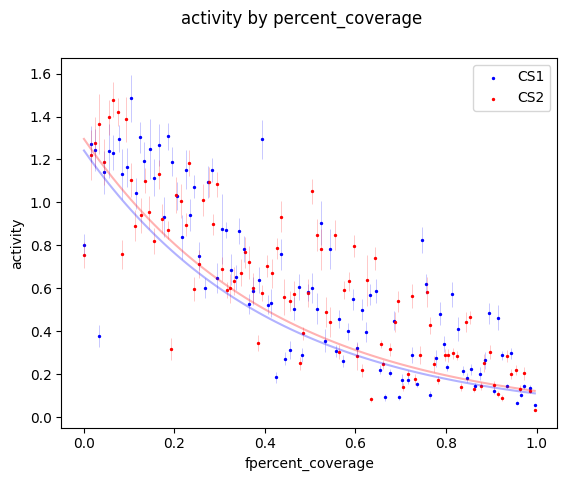 activity by percent_coverage
CS1
CS2
1.6
1.4
1.2
1.0
0.8
0.6
0.4
0.2
0.0
activity
0.0 0.2 0.4 0.6 0.8 1.0
fpercent_coverage